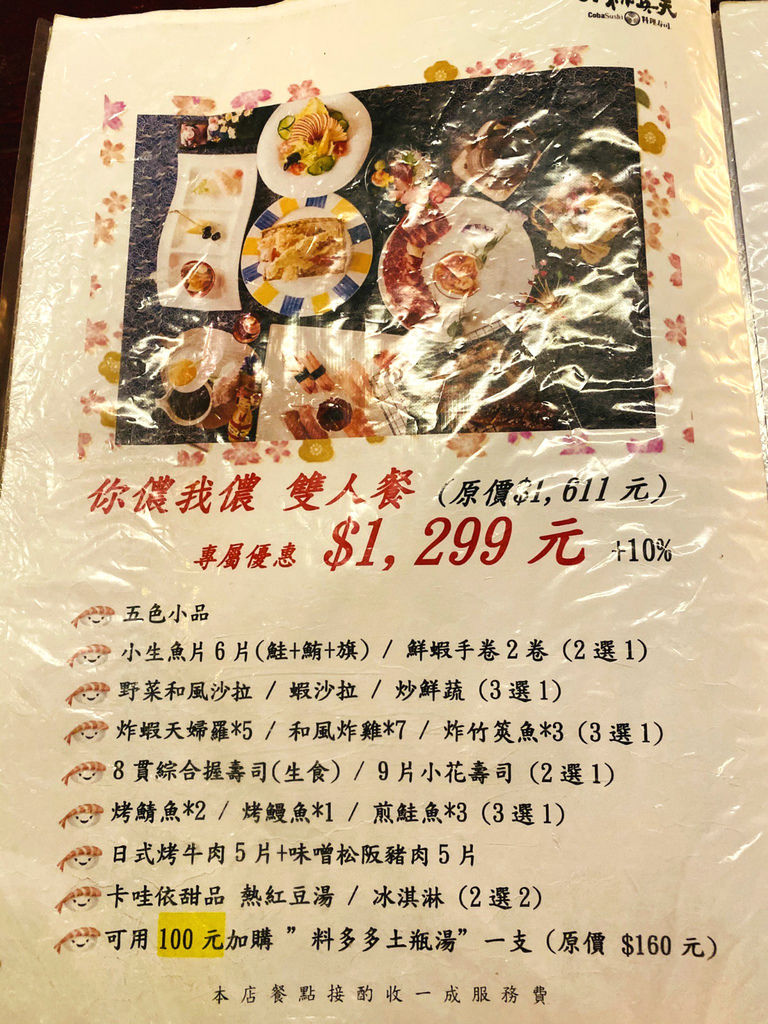 CobaSushi 料理寿司
你儂我儂 雙人餐 (原價$1,611元)
專屬優惠 $1,299元 +10%
五色小品
小生魚片6片(鮭+鮪+旗) / 鮮蝦手卷2卷 (2選1)
野菜和風沙拉 / 蝦沙拉 / 炒鮮蔬 (3選1)
炸蝦天婦羅*5 / 和風炸雞*7 / 炸竹筴魚*3 (3選1)
8貫綜合握壽司(生食) / 9片小花壽司 (2選1)
烤鯖魚*2 / 烤鰻魚*1 / 煎鮭魚*3 (3選1)
日式烤牛肉5片+味噌松阪豬肉5片
卡哇依甜品 熱紅豆湯 / 冰淇淋 (2選2)
可用100元加購 ”料多多土瓶湯” 一支 (原價 $160元)
本店餐點接酌收一成服務費